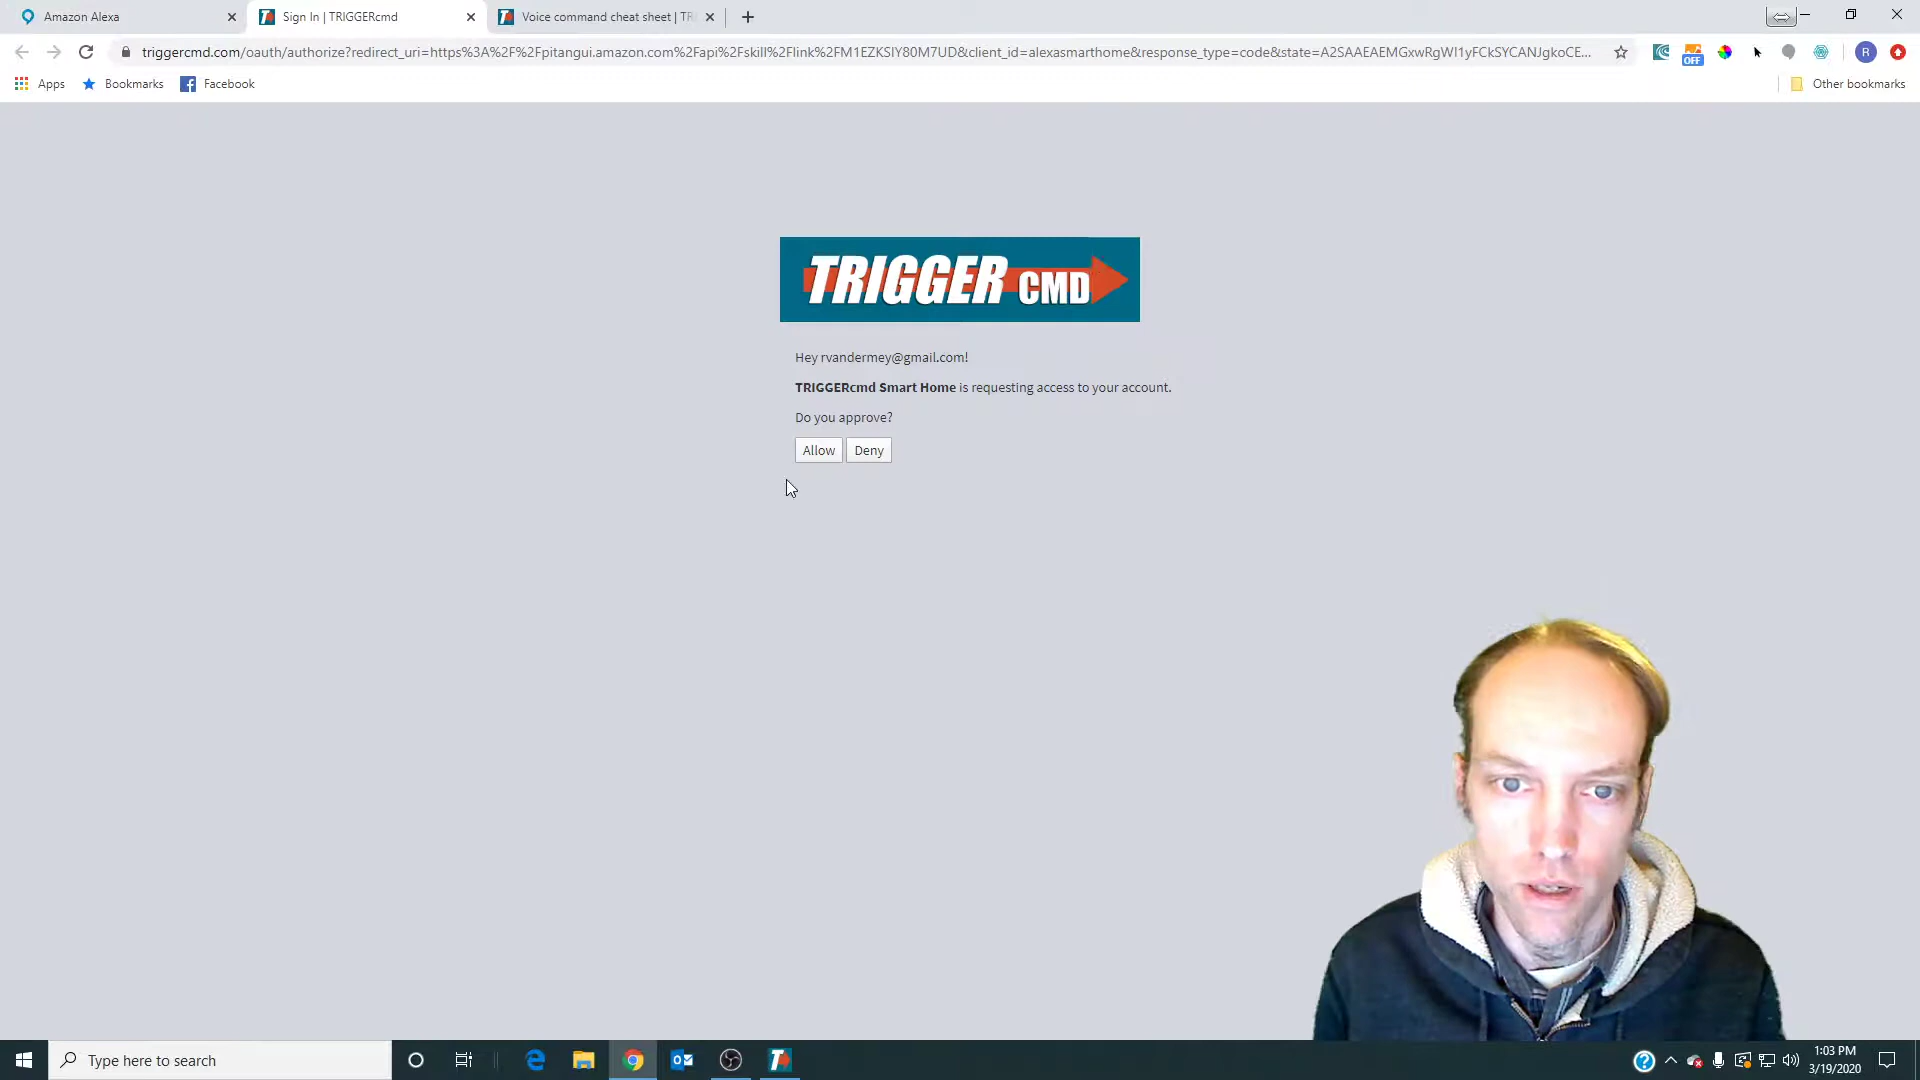 Amazon Alexa
Sign In | TRIGGERcmd
Voice command cheat sheet | TR
triggercmd.com/oauth/authorize?redirect_uri=https%3A%2F%2Fpitangui.amazon.com%2Fapi%2Fskill%2Flink%2FM1EZKSIY80M7UD&client_id=alexasmarthome&response_type=code&state=A2SAAEAEMGxwRgWl1yFCkSYCANJgkoCE...
OFF
R
Apps
Bookmarks
Facebook
Other bookmarks
TRIGGER CMD
Hey rvandermey@gmail.com!
TRIGGERcmd Smart Home is requesting access to your account.
Do you approve?
Allow
Deny
Type here to search
1:03 PM
3/19/2020